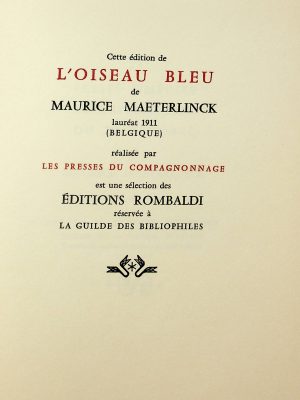 Cette édition de
L'OISEAU BLEU
de
MAURICE MAETERLINCK
lauréat 1911
(BELGIQUE)
réalisée par
LES PRESSES DU COMPAGNONNAGE
est une sélection des
ÉDITIONS ROMBALDI
réservée à
LA GUILDE DES BIBLIOPHILES